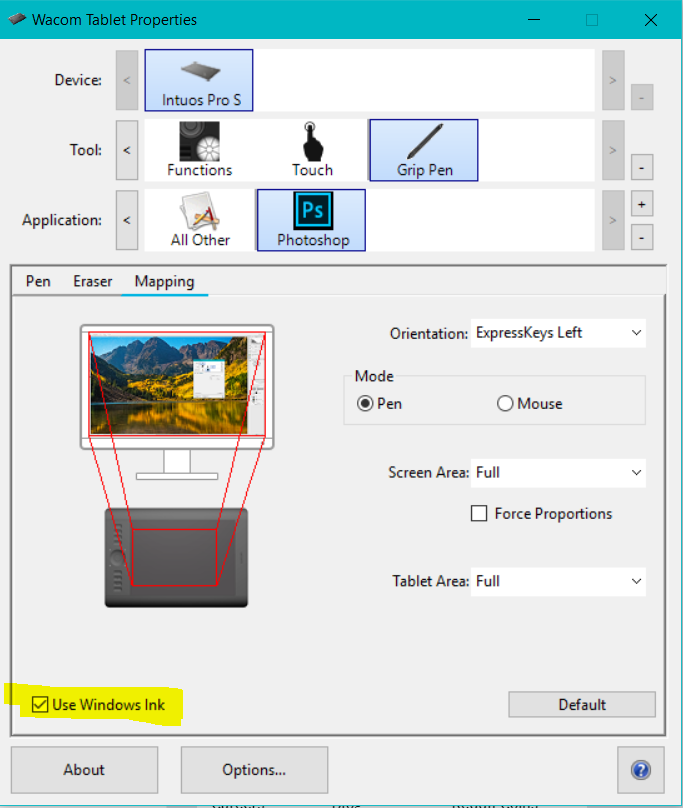 Wacom Tablet Properties
Device:
<
Intuos Pro S
>
-
Tool:
<
Functions
Touch
Grip Pen
>
-
Application:
<
All Other
Ps
Photoshop
>
+
-
Pen Eraser Mapping
Orientation: ExpressKeys Left
Mode
Pen Mouse
Screen Area: Full
Force Proportions
Tablet Area: Full
Use Windows Ink
Default
About
Options...
?